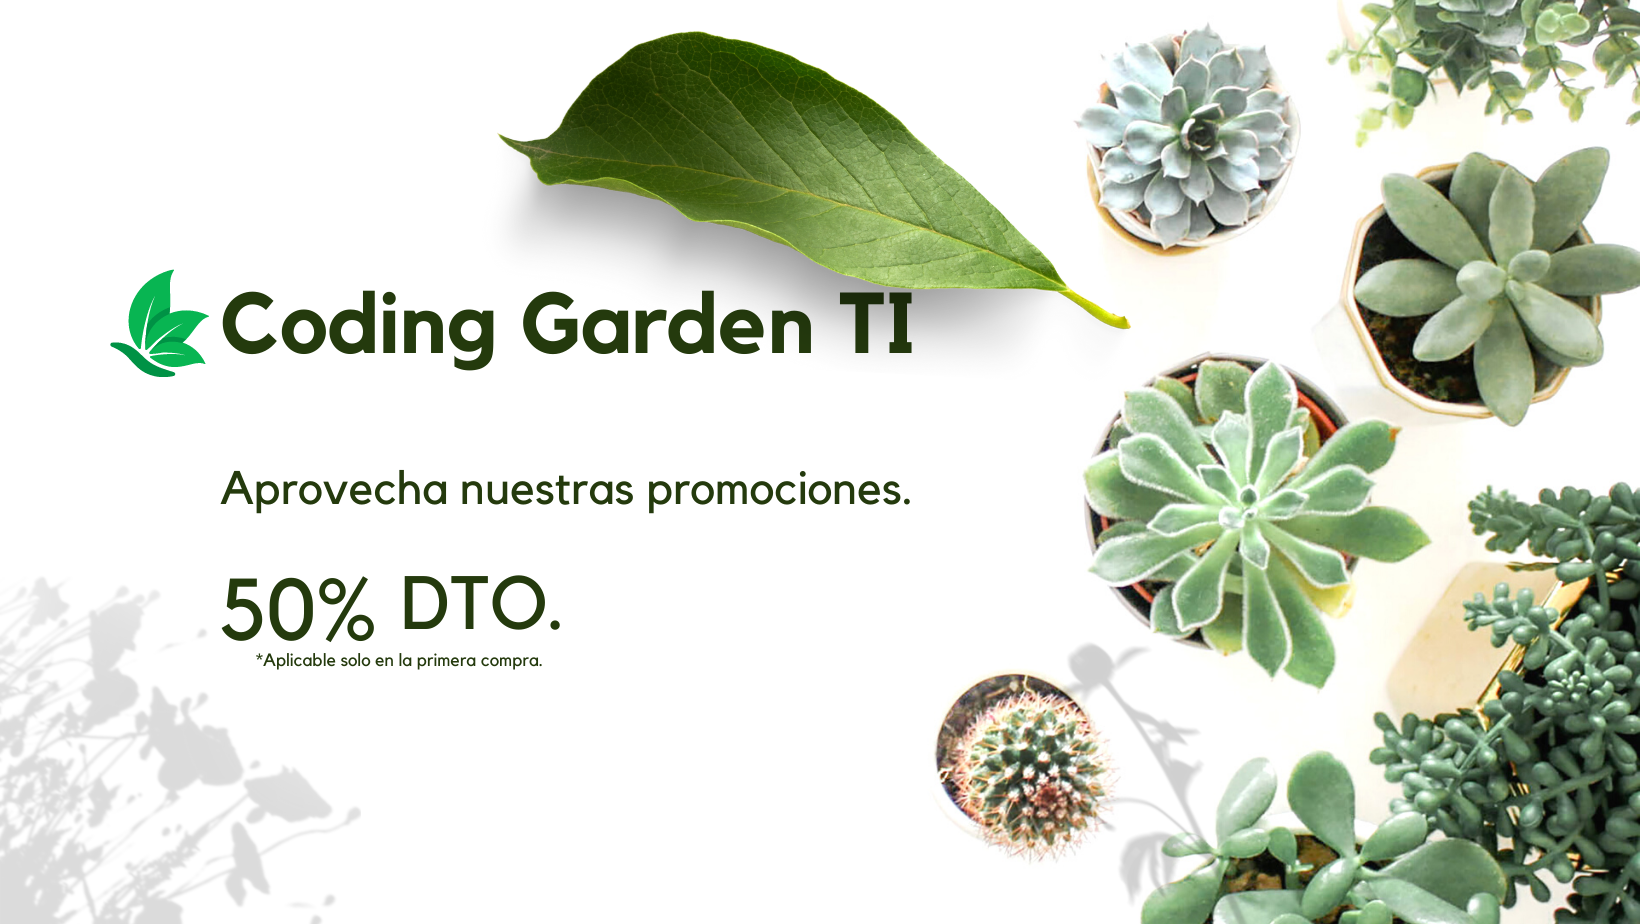 Coding Garden TI
Aprovecha nuestras promociones.
50% DTO.
*Aplicable solo en la primera compra.